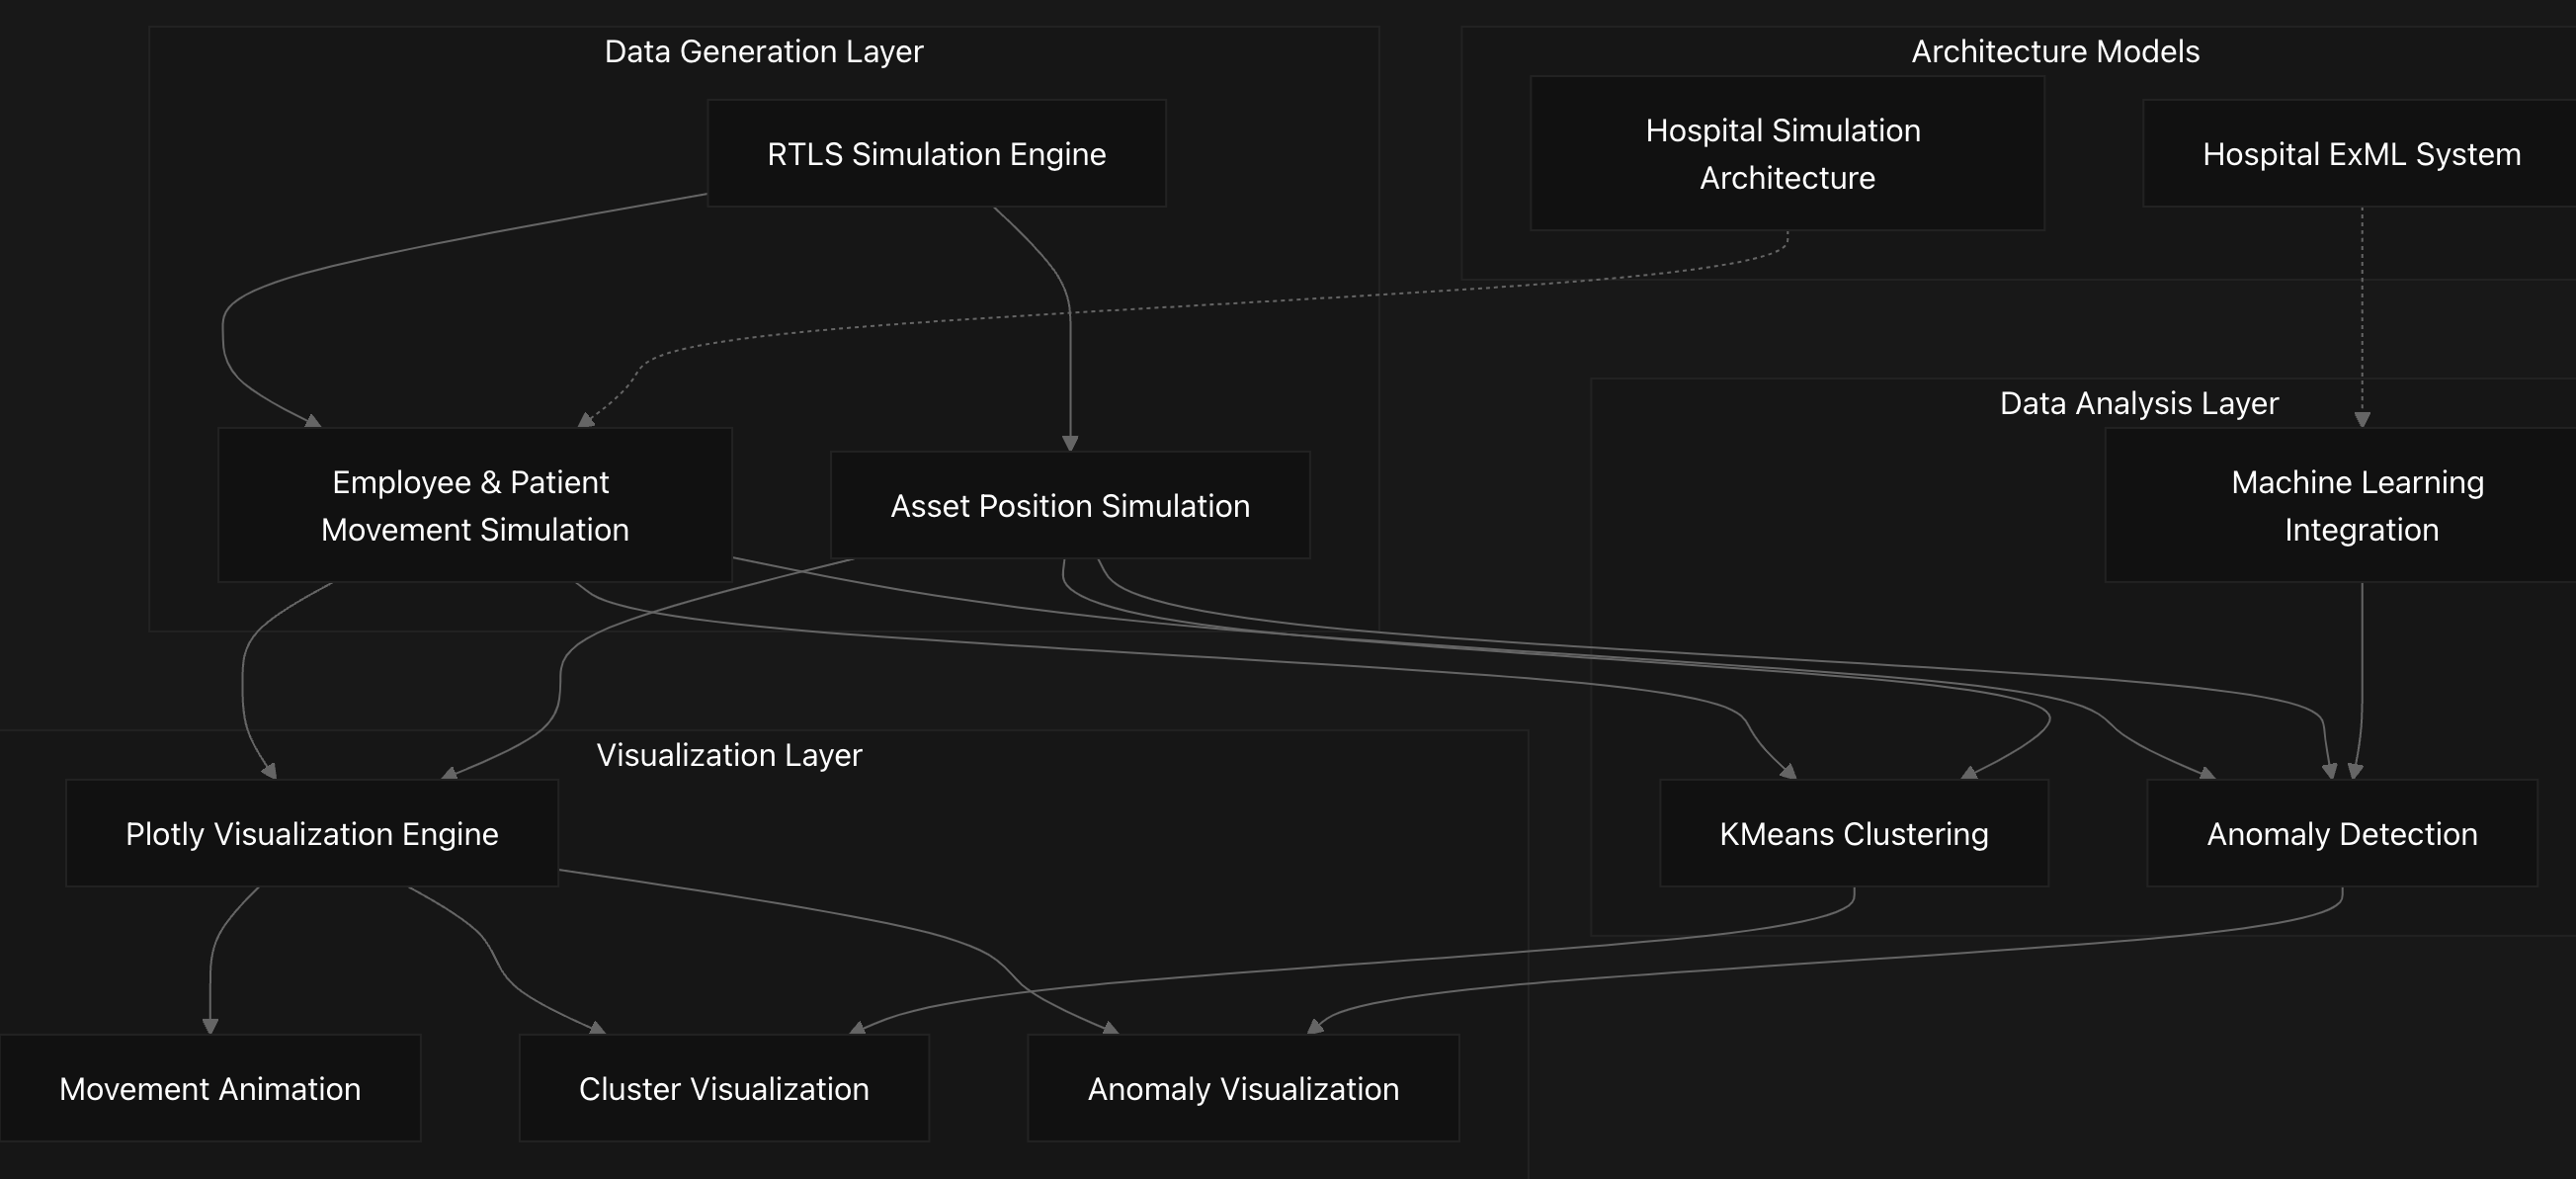 Data Generation Layer
Architecture Models
RTLS Simulation Engine
Hospital Simulation
Architecture
Hospital ExML System
Data Analysis Layer
Employee & Patient
Movement Simulation
Asset Position Simulation
Machine Learning
Integration
Visualization Layer
Plotly Visualization Engine
KMeans Clustering
Anomaly Detection
Movement Animation
Cluster Visualization
Anomaly Visualization